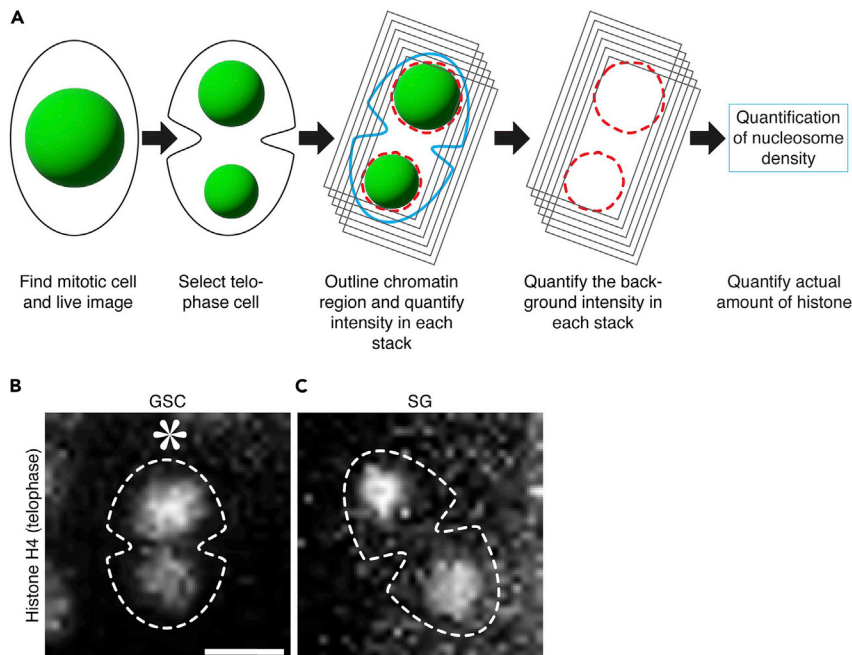 A
Quantification
of nucleosome
density
Find mitotic cell
and live image
Select telo-
phase cell
Outline chromatin
region and quantify
intensity in each
stack
Quantify the back-
ground intensity in
each stack
Quantify actual
amount of histone
B
GSC
C
SG
Histone H4 (telophase)
*